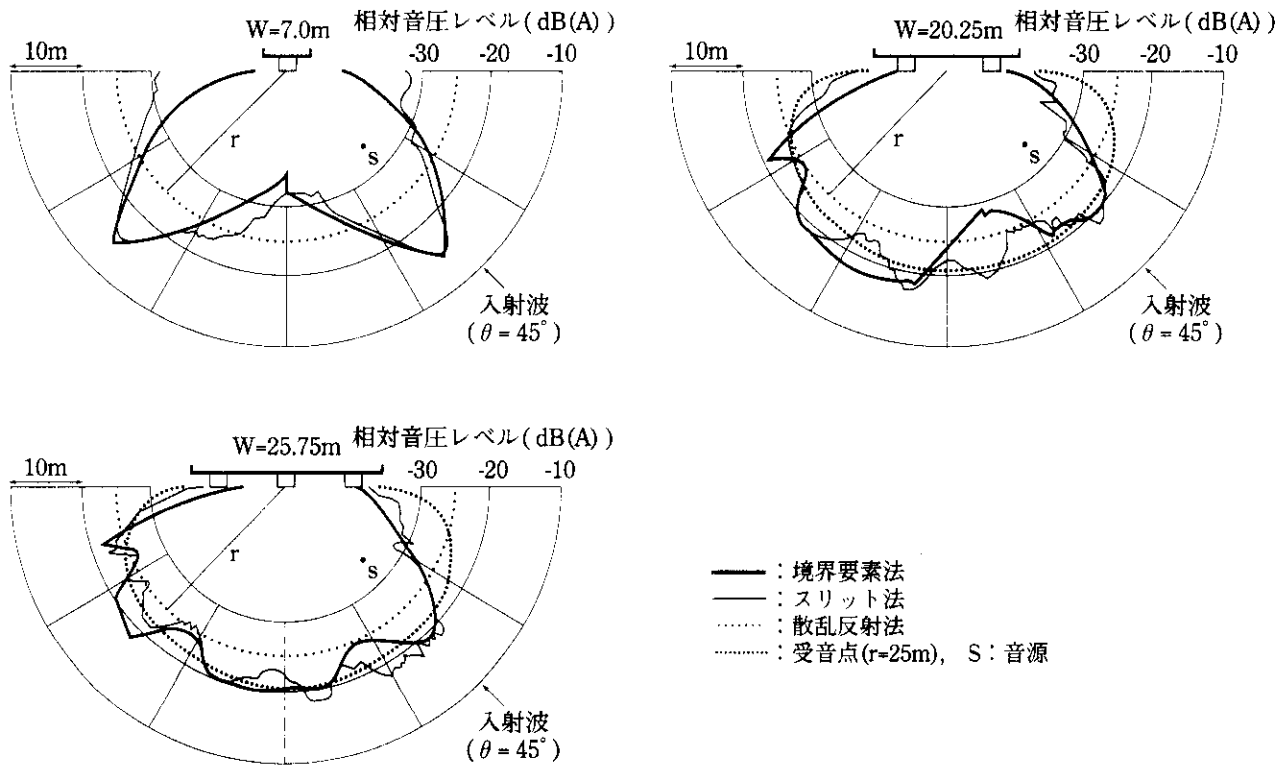 相対音圧レベル(dB(A))
W=7.0m
10m
-30 -20 -10
r
s
入射波
(θ=45°)
相対音圧レベル(dB(A))
W=20.25m
10m
-30 -20 -10
r
s
入射波
(θ=45°)
相対音圧レベル(dB(A))
W=25.75m
10m
-30 -20 -10
r
s
入射波
(θ=45°)
：境界要素法
：スリット法
：散乱反射法
：受音点(r=25m), S：音源